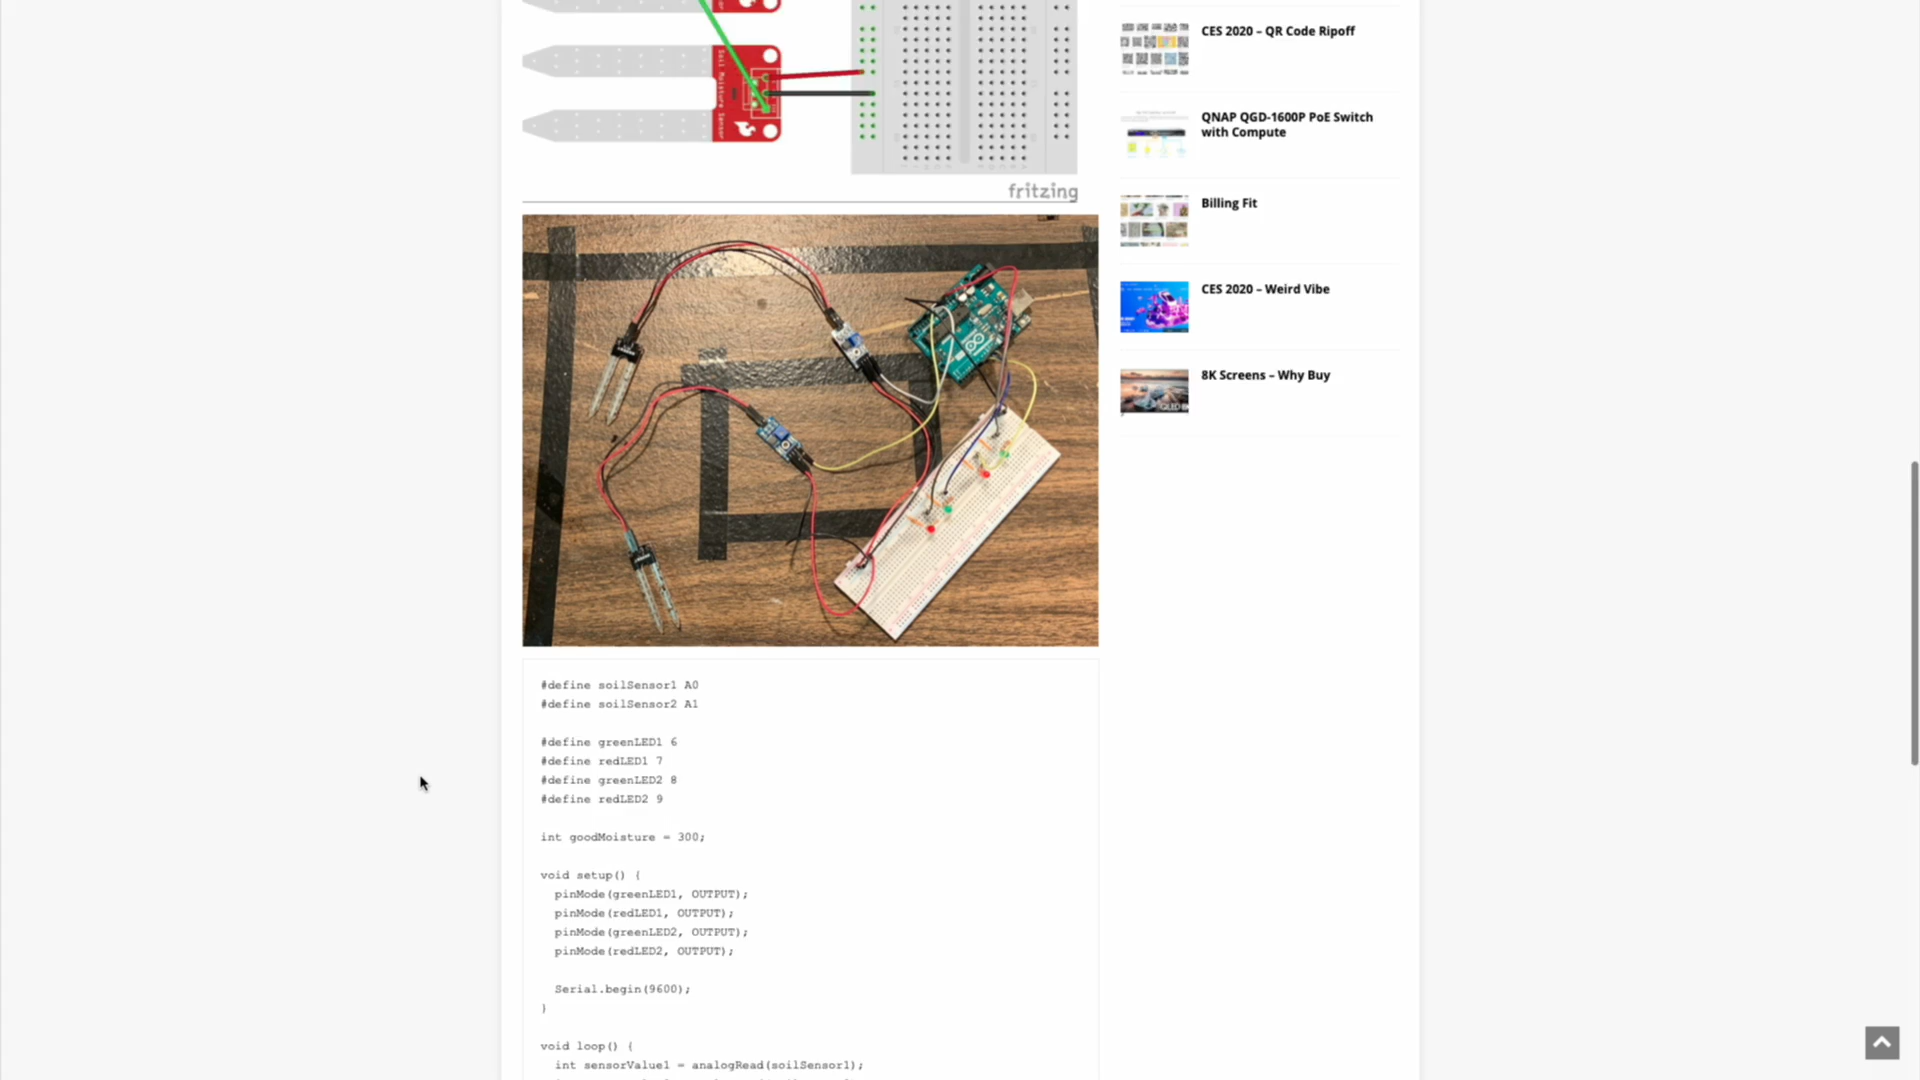 Soil Moisture Sensor
fritzing
CES 2020 – QR Code Ripoff
QNAP QGD-1600P PoE Switch
with Compute
Billing Fit
CES 2020 – Weird Vibe
8K Screens – Why Buy
#define soilSensor1 A0
#define soilSensor2 A1
#define greenLED1 6
#define redLED1 7
#define greenLED2 8
#define redLED2 9
int goodMoisture = 300;
void setup() {
pinMode(greenLED1, OUTPUT);
pinMode(redLED1, OUTPUT);
pinMode(greenLED2, OUTPUT);
pinMode(redLED2, OUTPUT);
Serial.begin(9600);
}
void loop() {
int sensorValue1 = analogRead(soilSensor1);